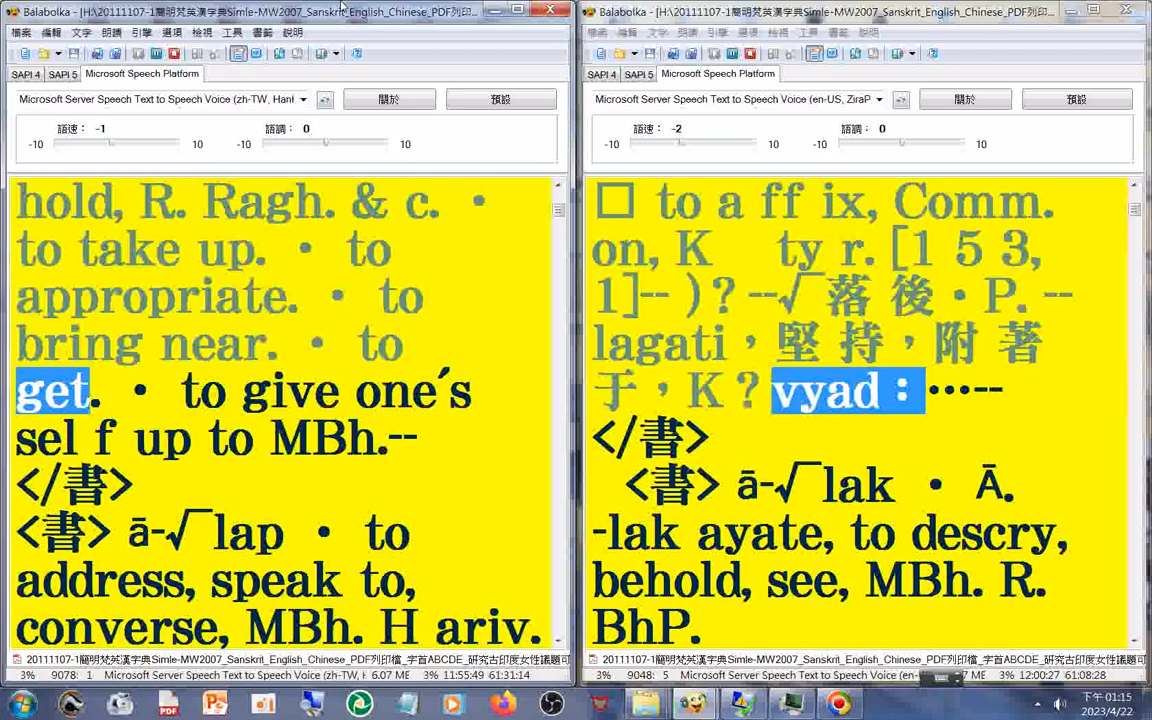 Balabolka - [H:\20111107-1簡明梵英漢字典Simle-MW2007_Sanskrit_English_Chinese_PDF列印...
檔案 編輯 文字 朗讀 引擎 選項 檢視 工具 書籤 說明
SAPI 4 SAPI 5 Microsoft Speech Platform
Microsoft Server Speech Text to Speech Voice (zh-TW, Hanl
關於 預設
語速： -1 語調： 0
-10 10 -10 10
hold, R. Ragh. & c. •
to take up. • to
appropriate. • to
bring near. • to
get. • to give one´s
sel f up to MBh.--
</書>
<書> ā-√lap • to
address, speak to,
converse, MBh. H ariv.
20111107-1簡明梵英漢字典Simle-MW2007_Sanskrit_English_Chinese_PDF列印檔_字首ABCDE_研究古印度女性議題可
3% 9078: 1 Microsoft Server Speech Text to Speech Voice (zh-TW, H 6.07 ME 3% 11:55:49 61:31:14
Balabolka - [H:\20111107-1簡明梵英漢字典Simle-MW2007_Sanskrit_English_Chinese_PDF列印...
檔案 編輯 文字 朗讀 引擎 選項 檢視 工具 書籤 說明
SAPI 4 SAPI 5 Microsoft Speech Platform
Microsoft Server Speech Text to Speech Voice (en-US, ZiraP
關於 預設
語速： -2 語調： 0
-10 10 -10 10
□ to a ff ix, Comm.
on, K ty r. [1 5 3,
1]-- )? --√落 後・P. --
lagati，堅 持，附 著
于，K？vyad：…--
</書>
<書> ā-√lak • Ā.
-lak ayate, to descry,
behold, see, MBh. R.
BhP.
20111107-1簡明梵英漢字典Simle-MW2007_Sanskrit_English_Chinese_PDF列印檔_字首ABCDE_研究古印度女性議題可
3% 9048: 5 Microsoft Server Speech Text to Speech Voice 3% 12:00:27 61:08:28
下午 01:15
2023/4/22